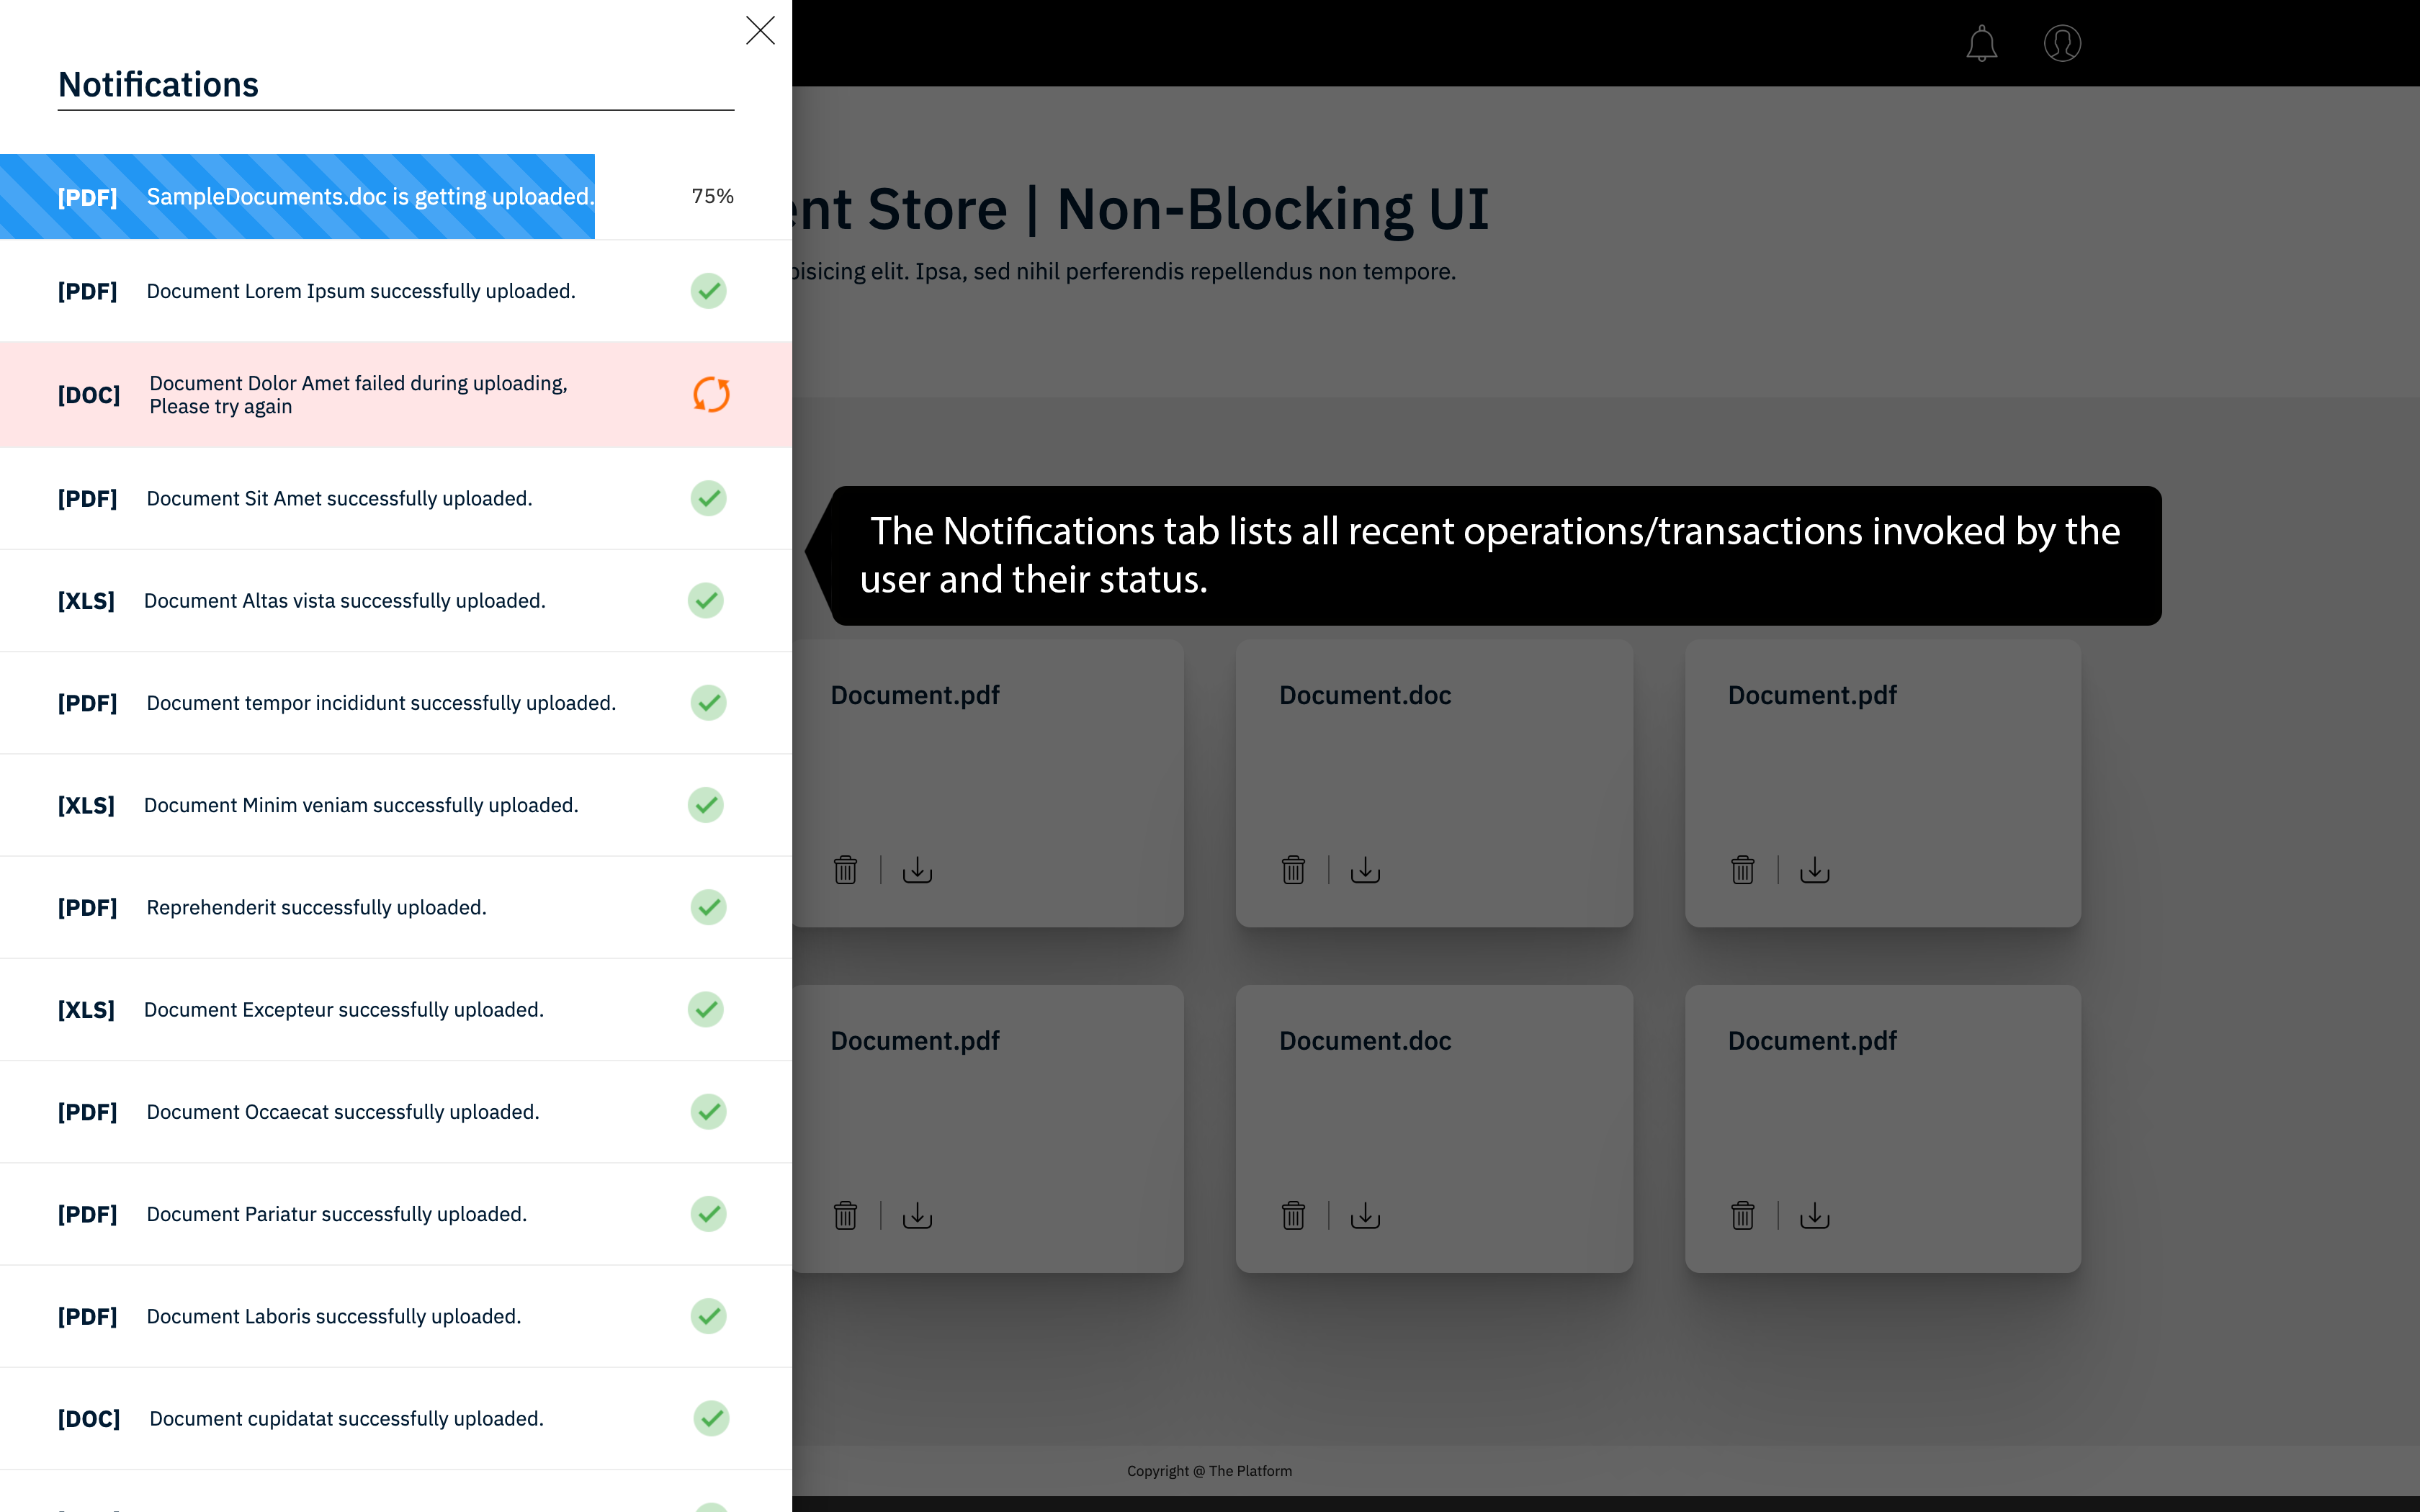 Notifications
[PDF] SampleDocuments.doc is getting uploaded. 75%
[PDF] Document Lorem Ipsum successfully uploaded.
[DOC] Document Dolor Amet failed during uploading,
Please try again
[PDF] Document Sit Amet successfully uploaded.
[XLS] Document Altas vista successfully uploaded.
[PDF] Document tempor incididunt successfully uploaded.
[XLS] Document Minim veniam successfully uploaded.
[PDF] Reprehenderit successfully uploaded.
[XLS] Document Excepteur successfully uploaded.
[PDF] Document Occaecat successfully uploaded.
[PDF] Document Pariatur successfully uploaded.
[PDF] Document Laboris successfully uploaded.
[DOC] Document cupidatat successfully uploaded.
Store | Non-Blocking UI
elit. Ipsa, sed nihil perferendis repellendus non tempore.
The Notifications tab lists all recent operations/transactions invoked by the
user and their status.
Document.pdf
Document.doc
Document.pdf
Document.pdf
Document.doc
Document.pdf
Copyright @ The Platform